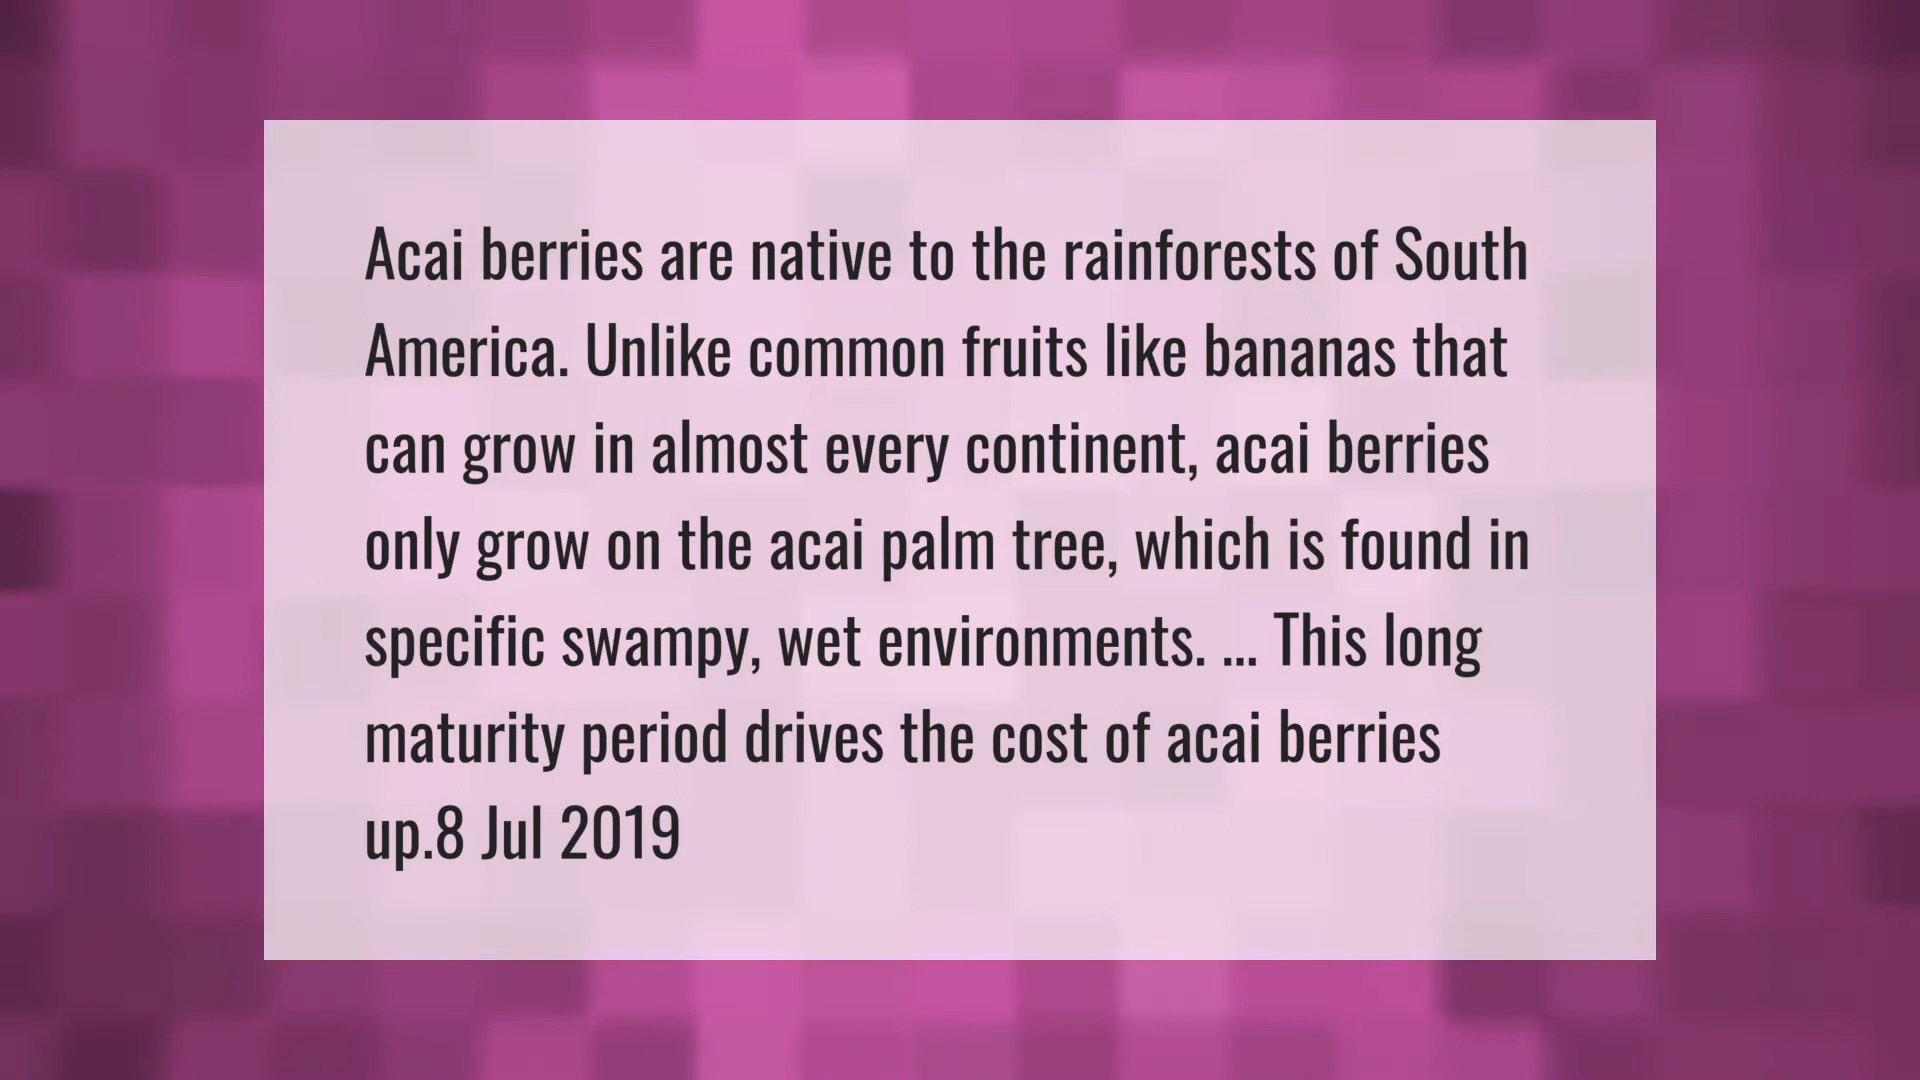 Acai berries are native to the rainforests of South
America. Unlike common fruits like bananas that
can grow in almost every continent, acai berries
only grow on the acai palm tree, which is found in
specific swampy, wet environments. ... This long
maturity period drives the cost of acai berries
up.8 Jul 2019